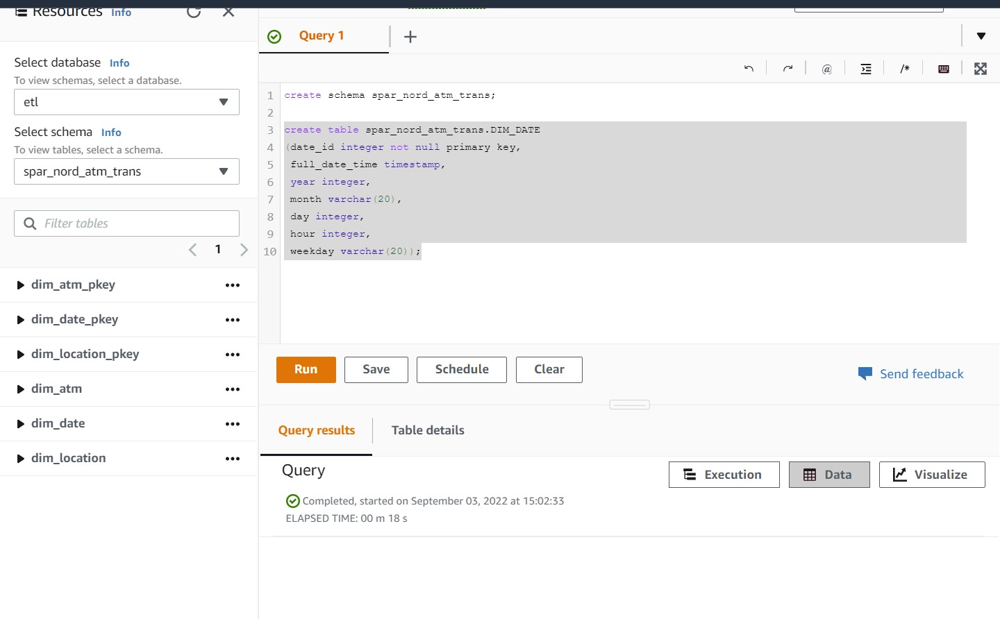 Resources Info
Select database Info
To view schemas, select a database.
etl
Select schema Info
To view tables, select a schema.
spar_nord_atm_trans
Filter tables
1
dim_atm_pkey
dim_date_pkey
dim_location_pkey
dim_atm
dim_date
dim_location
Query 1
@
/*
1 create schema spar_nord_atm_trans;
2
3 create table spar_nord_atm_trans.DIM_DATE
4 (date_id integer not null primary key,
5 full_date_time timestamp,
6 year integer,
7 month varchar(20),
8 day integer,
9 hour integer,
10 weekday varchar(20));
Run Save Schedule Clear
Send feedback
Query results Table details
Query
Execution Data Visualize
Completed, started on September 03, 2022 at 15:02:33
ELAPSED TIME: 00 m 18 s